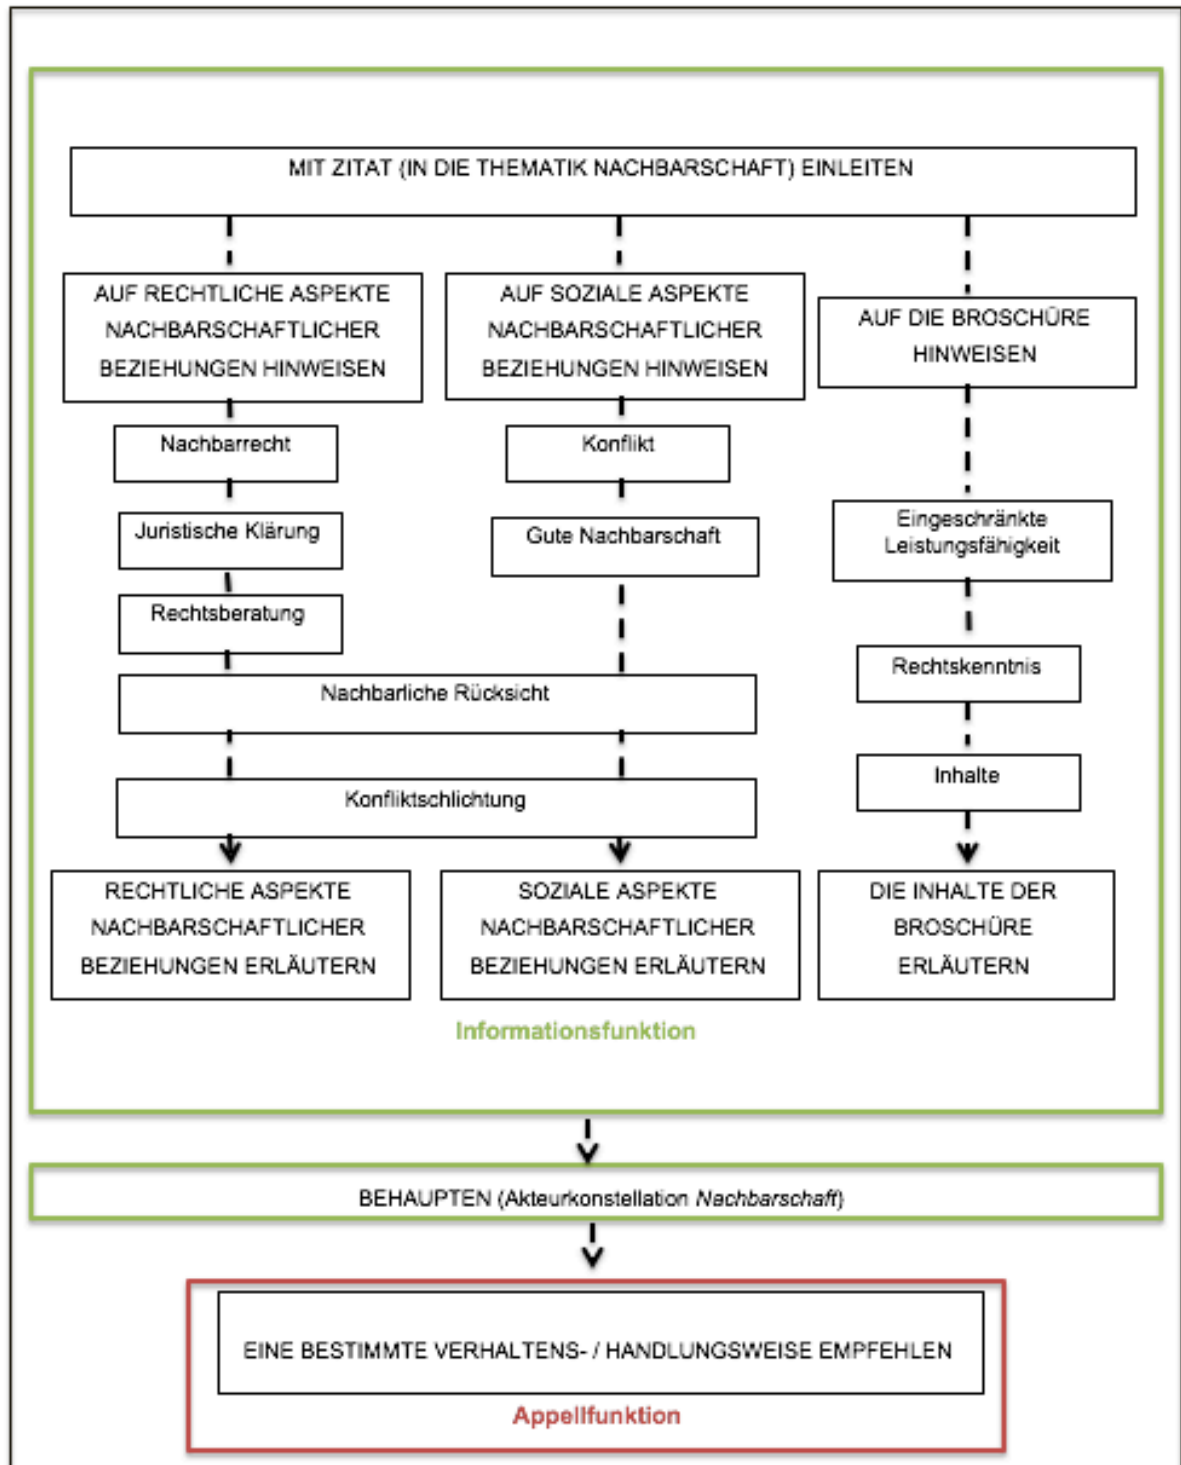 MIT ZITAT (IN DIE THEMATIK NACHBARSCHAFT) EINLEITEN
AUF RECHTLICHE ASPEKTE
NACHBARSCHAFTLICHER
BEZIEHUNGEN HINWEISEN
AUF SOZIALE ASPEKTE
NACHBARSCHAFTLICHER
BEZIEHUNGEN HINWEISEN
AUF DIE BROSCHÜRE
HINWEISEN
Nachbarrecht
Konflikt
Juristische Klärung
Gute Nachbarschaft
Eingeschränkte
Leistungsfähigkeit
Rechtsberatung
Nachbarliche Rücksicht
Rechtskenntnis
Konfliktschlichtung
Inhalte
RECHTLICHE ASPEKTE
NACHBARSCHAFTLICHER
BEZIEHUNGEN ERLÄUTERN
SOZIALE ASPEKTE
NACHBARSCHAFTLICHER
BEZIEHUNGEN ERLÄUTERN
DIE INHALTE DER
BROSCHÜRE
ERLÄUTERN
Informationsfunktion
BEHAUPTEN (Akteurkonstellation Nachbarschaft)
EINE BESTIMMTE VERHALTENS- / HANDLUNGSWEISE EMPFEHLEN
Appellfunktion